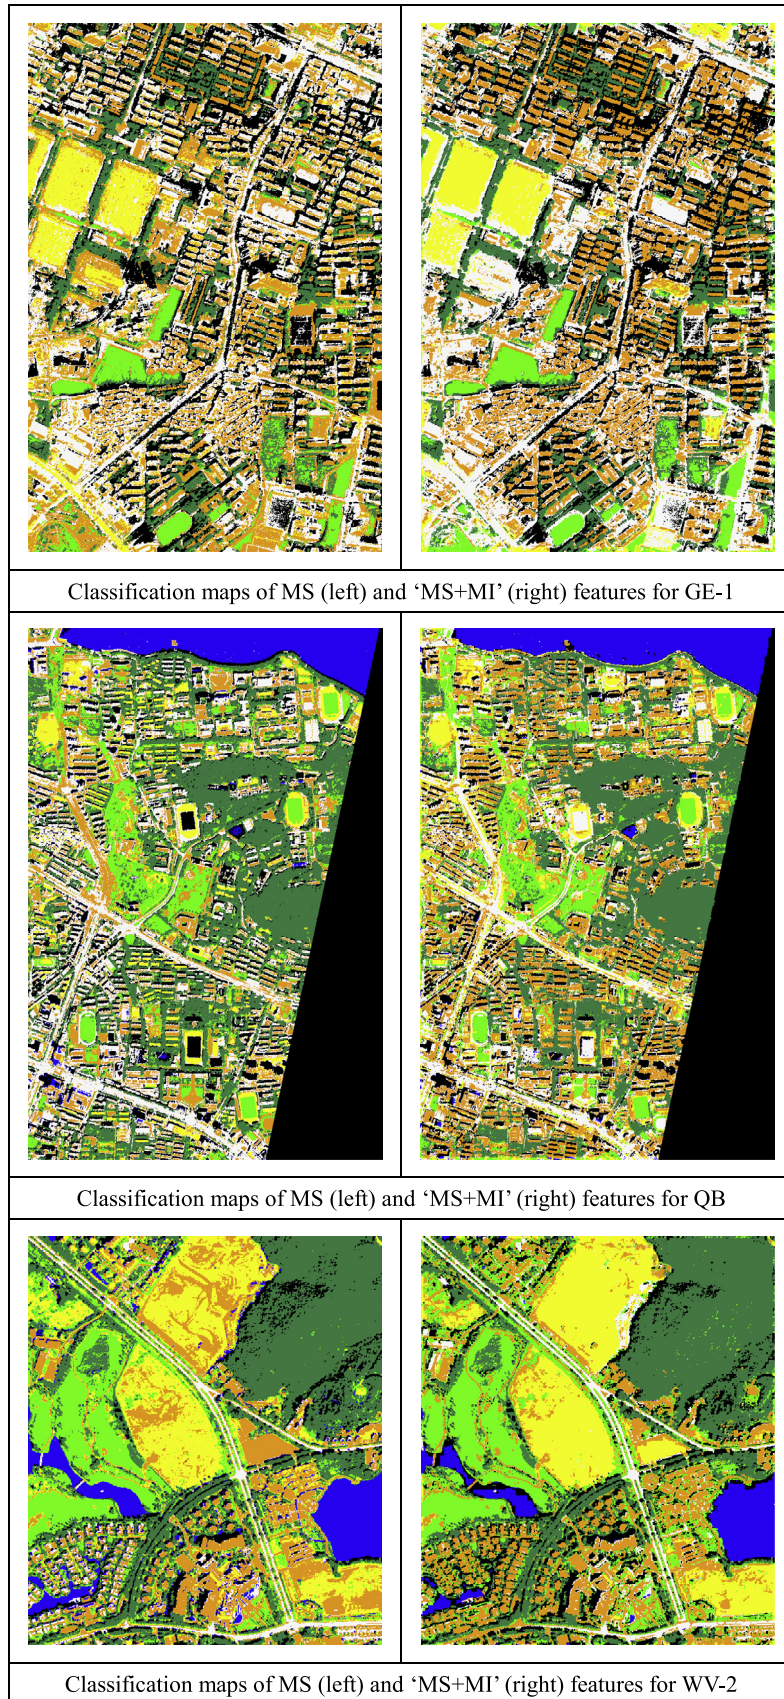 Classification maps of MS (left) and ‘MS+MI’ (right) features for GE-1
Classification maps of MS (left) and ‘MS+MI’ (right) features for QB
Classification maps of MS (left) and ‘MS+MI’ (right) features for WV-2